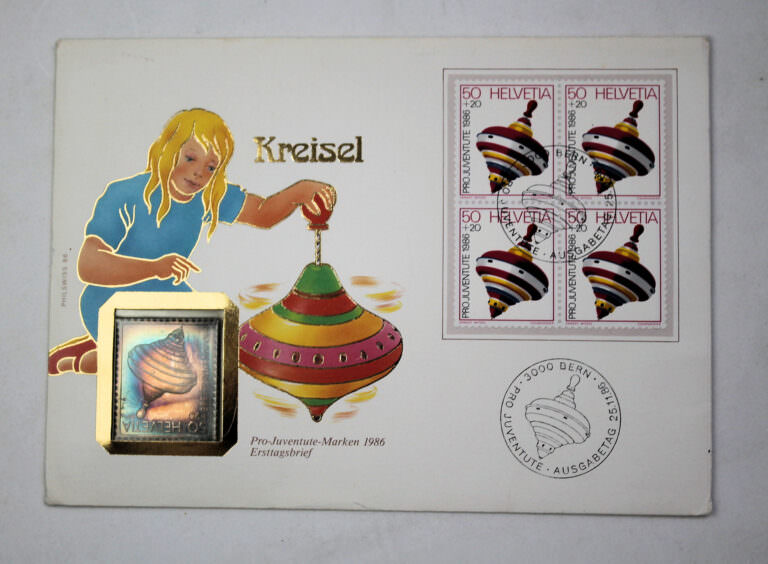 Kreisel
PHILSWISS 86
Pro-Juventute-Marken 1986
Ersttagsbrief
50 HELVETIA
+20
PRO JUVENTUTE 1986
50 HELVETIA
+20
PRO JUVENTUTE 1986
50 HELVETIA
+20
PRO JUVENTUTE 1986
50 HELVETIA
+20
PRO JUVENTUTE 1986
3000 BERN
PRO JUVENTUTE · AUSGABETAG 25.11.86
50 HELVETIA